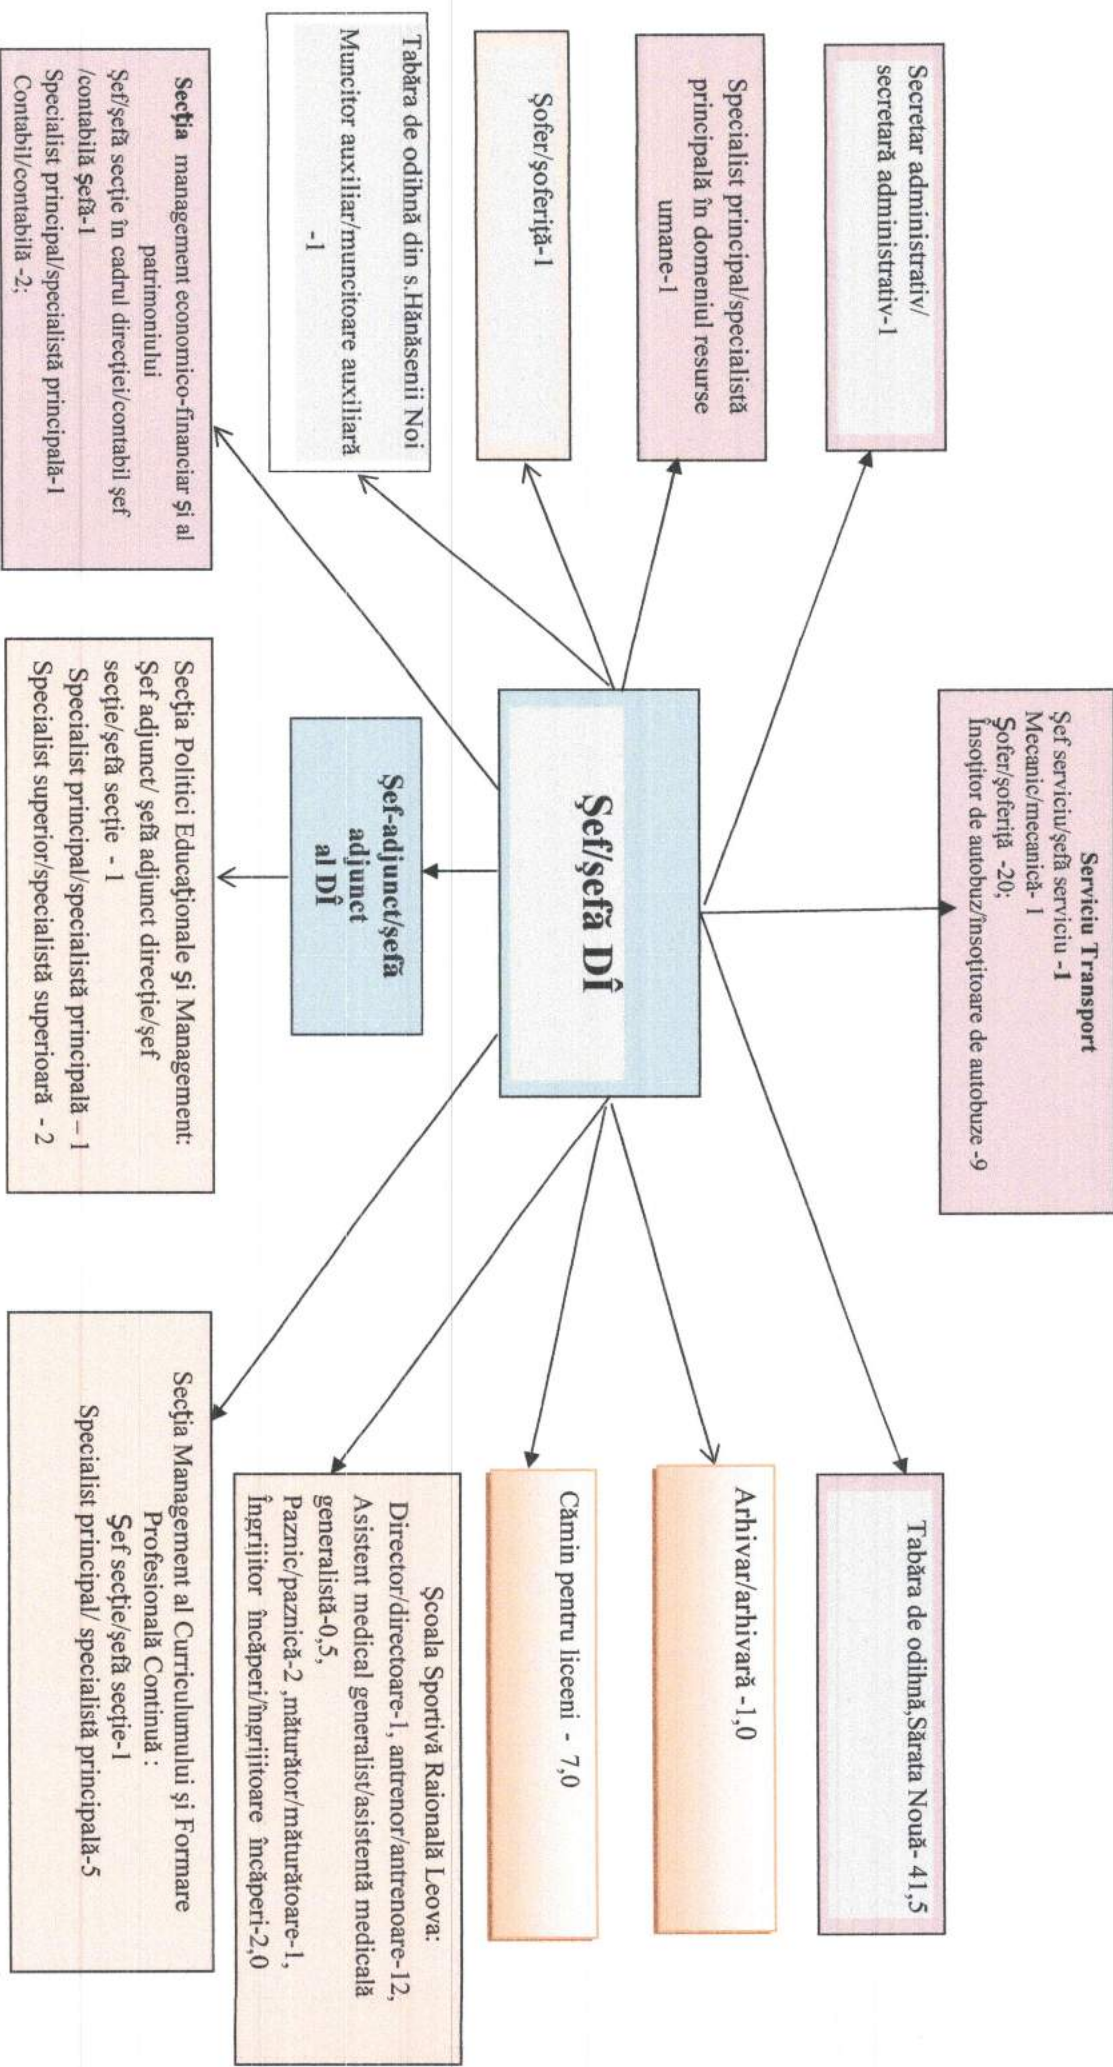 Serviciu Transport
Şef serviciu/şefă serviciu -1
Mecanic/mecanică- 1
Şofer/şoferiţă -20;
Însoţitor de autobuz/însoţitoare de autobuze -9
Secretar administrativ/
secretară administrativ-1
Specialist principal/specialistă
principală în domeniul resurse
umane-1
Şofer/şoferiţă-1
Tabăra de odihnă din s.Hănăsenii Noi
Muncitor auxiliar/muncitoare auxiliară
-1
Secţia management economico-financiar şi al
patrimoniului
Şef/şefă secţie în cadrul direcţiei/contabil şef
/contabilă şefă-1
Specialist principal/specialistă principală-1
Contabil/contabilă -2;
Şef/şefă DÎ
Şef-adjunct/şefă
adjunct
al DÎ
Secţia Politici Educaţionale şi Management:
Şef adjunct/ şefă adjunct direcţie/şef
secţie/şefă secţie - 1
Specialist principal/specialistă principală – 1
Specialist superior/specialistă superioară - 2
Tabăra de odihnă,Sărata Nouă- 41,5
Arhivar/arhivară -1,0
Cămin pentru liceeni - 7,0
Şcoala Sportivă Raională Leova:
Director/directoare-1, antrenor/antrenoare-12,
Asistent medical generalist/asistentă medicală
generalistă-0,5,
Paznic/paznică-2 ,măturător/măturătoare-1,
Îngrijitor încăperi/îngrijitoare încăperi-2,0
Secţia Management al Curriculumului şi Formare
Profesională Continuă :
Şef secţie/şefă secţie-1
Specialist principal/ specialistă principală-5